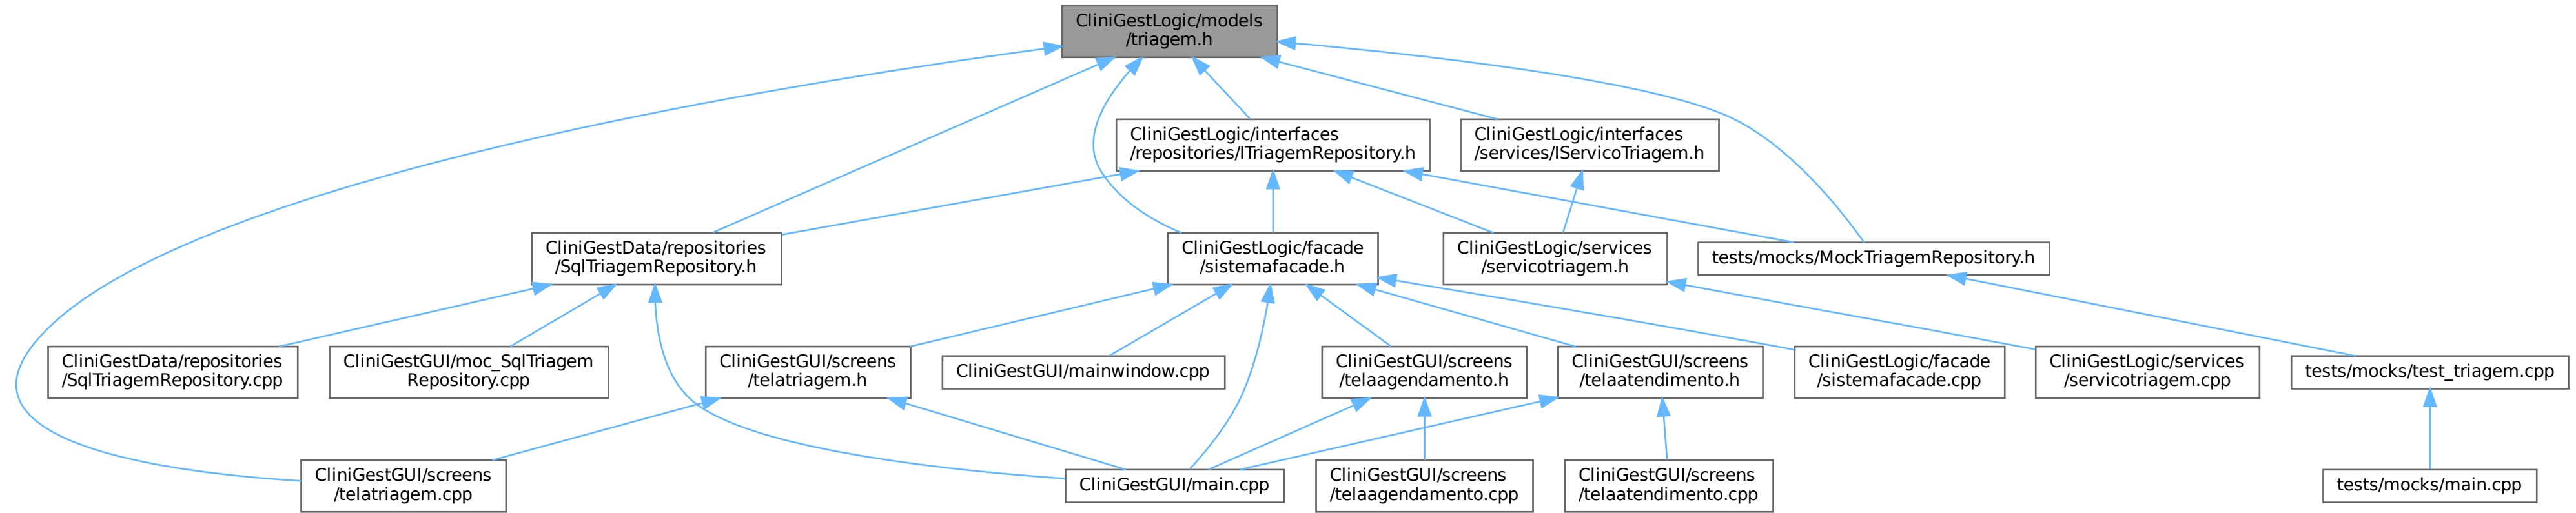 CliniGestLogic/models
/triagem.h
CliniGestLogic/interfaces
/repositories/ITriagemRepository.h
CliniGestLogic/interfaces
/services/IServicoTriagem.h
CliniGestData/repositories
/SqlTriagemRepository.h
CliniGestLogic/facade
/sistemafacade.h
CliniGestLogic/services
/servicotriagem.h
tests/mocks/MockTriagemRepository.h
CliniGestData/repositories
/SqlTriagemRepository.cpp
CliniGestGUI/moc_SqlTriagem
Repository.cpp
CliniGestGUI/screens
/telatriagem.h
CliniGestGUI/mainwindow.cpp
CliniGestGUI/screens
/telaagendamento.h
CliniGestGUI/screens
/telaatendimento.h
CliniGestLogic/facade
/sistemafacade.cpp
CliniGestLogic/services
/servicotriagem.cpp
tests/mocks/test_triagem.cpp
CliniGestGUI/screens
/telatriagem.cpp
CliniGestGUI/main.cpp
CliniGestGUI/screens
/telaagendamento.cpp
CliniGestGUI/screens
/telaatendimento.cpp
tests/mocks/main.cpp